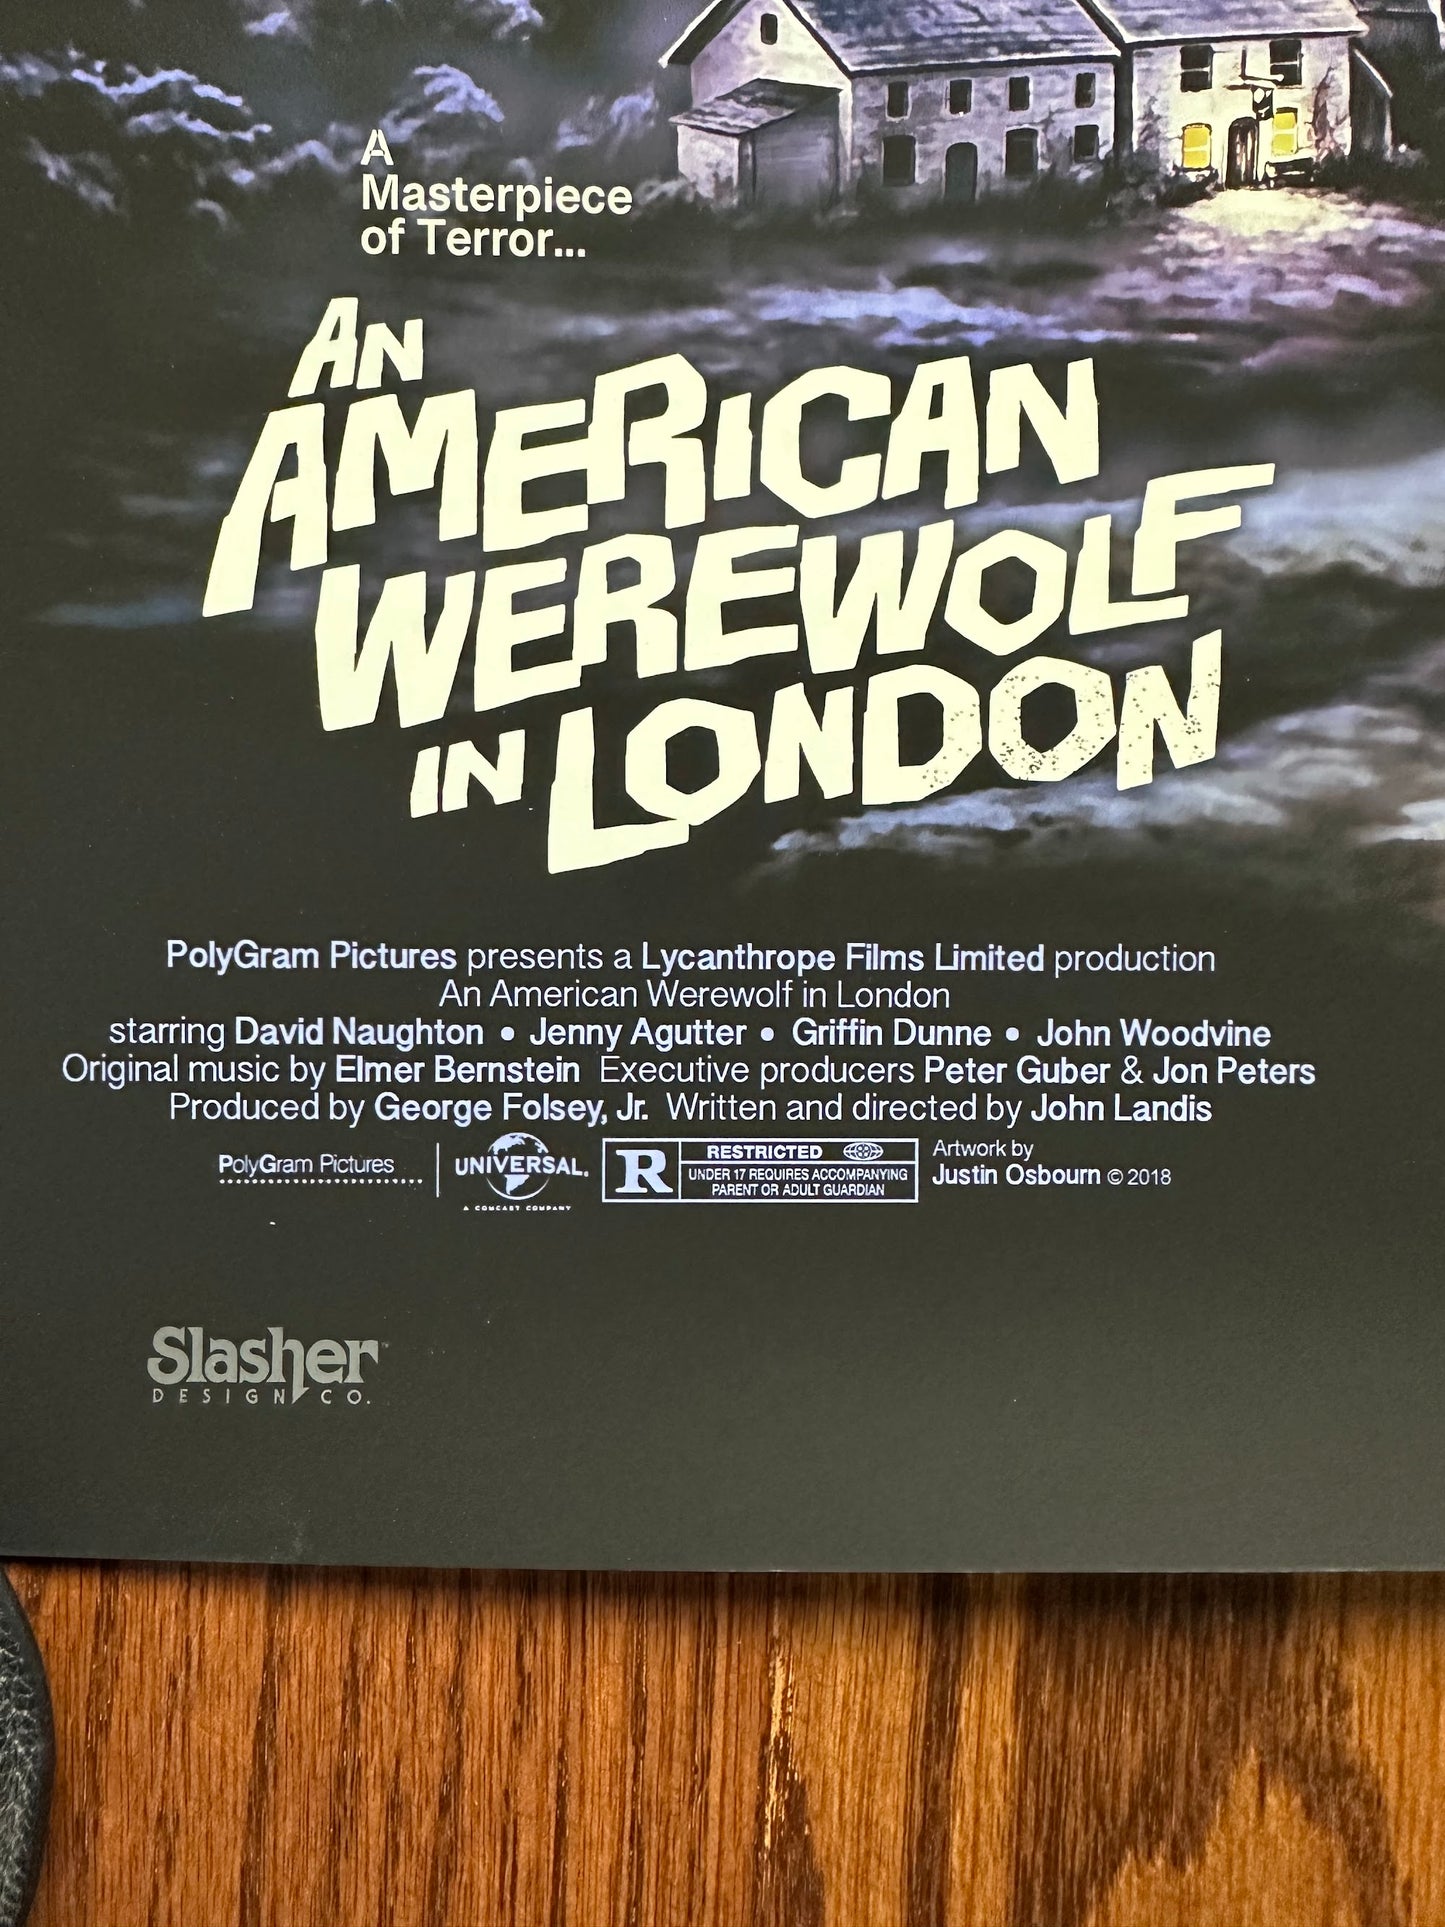 A
Masterpiece
of Terror...
AN
AMERICAN
WEREWOLF
IN LONDON
PolyGram Pictures presents a Lycanthrope Films Limited production
An American Werewolf in London
starring David Naughton • Jenny Agutter • Griffin Dunne • John Woodvine
Original music by Elmer Bernstein Executive producers Peter Guber & Jon Peters
Produced by George Folsey, Jr. Written and directed by John Landis
PolyGram Pictures
UNIVERSAL
A COMCAST COMPANY
R
RESTRICTED
UNDER 17 REQUIRES ACCOMPANYING
PARENT OR ADULT GUARDIAN
Artwork by
Justin Osbourn © 2018
Slasher
DESIGN CO.